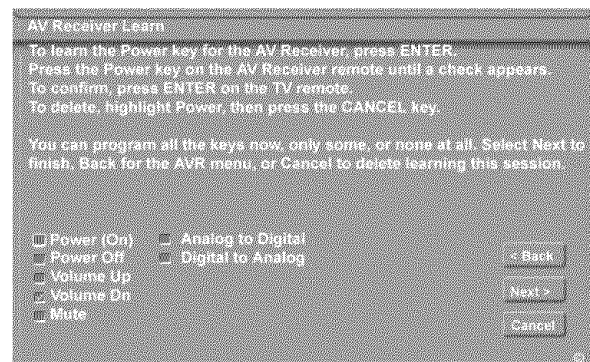 AV Receiver Learn
To learn the Power key for the AV Receiver, press ENTER.
Press the Power key on the AV Receiver remote until a check appears.
To confirm, press ENTER on the TV remote.
To delete, highlight Power, then press the CANCEL key.
You can program all the keys now, only some, or none at all. Select Next to
finish, Back for the AVR menu, or Cancel to delete learning this session.
Power (On)
Power Off
Volume Up
Volume Dn
Mute
Analog to Digital
Digital to Analog
< Back
Next >
Cancel
©